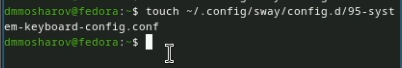 dmmosharov@fedora:~$ touch ~/.config/sway/config.d/95-syst
em-keyboard-config.conf
dmmosharov@fedora:~$